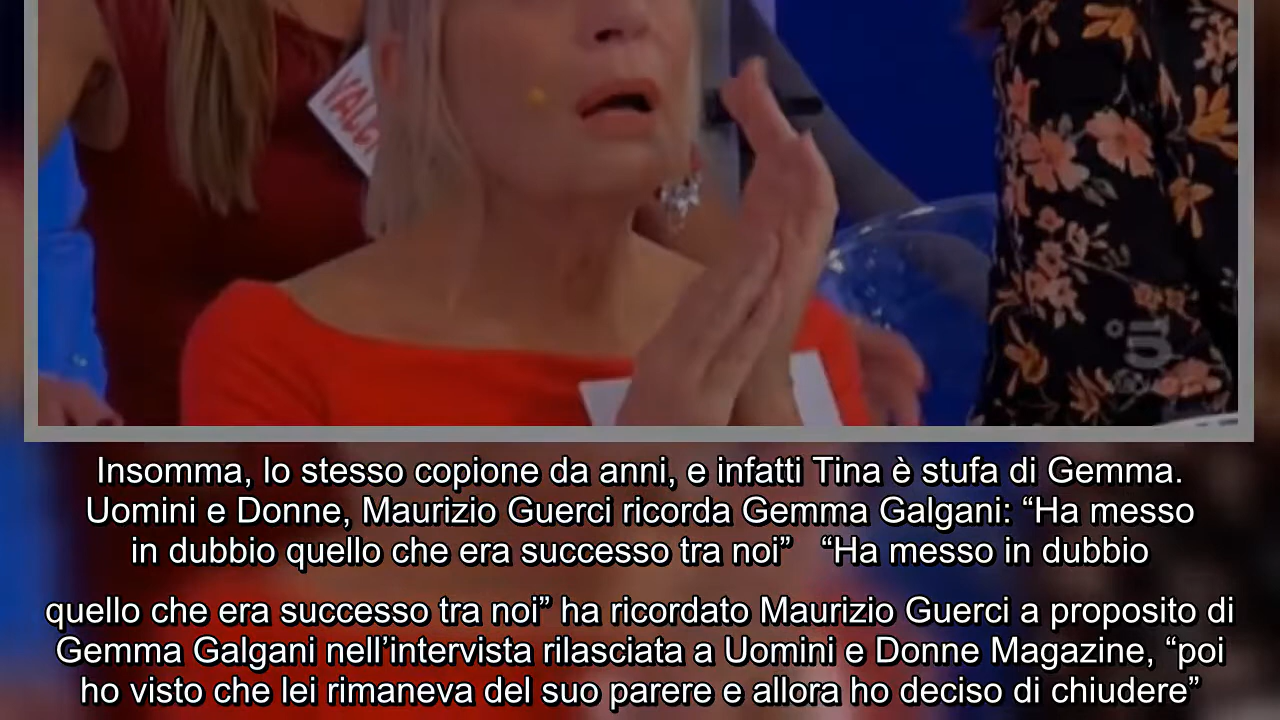 Insomma, lo stesso copione da anni, e infatti Tina è stufa di Gemma.
Uomini e Donne, Maurizio Guerci ricorda Gemma Galgani: “Ha messo
in dubbio quello che era successo tra noi” “Ha messo in dubbio
quello che era successo tra noi” ha ricordato Maurizio Guerci a proposito di
Gemma Galgani nell’intervista rilasciata a Uomini e Donne Magazine, “poi
ho visto che lei rimaneva del suo parere e allora ho deciso di chiudere”